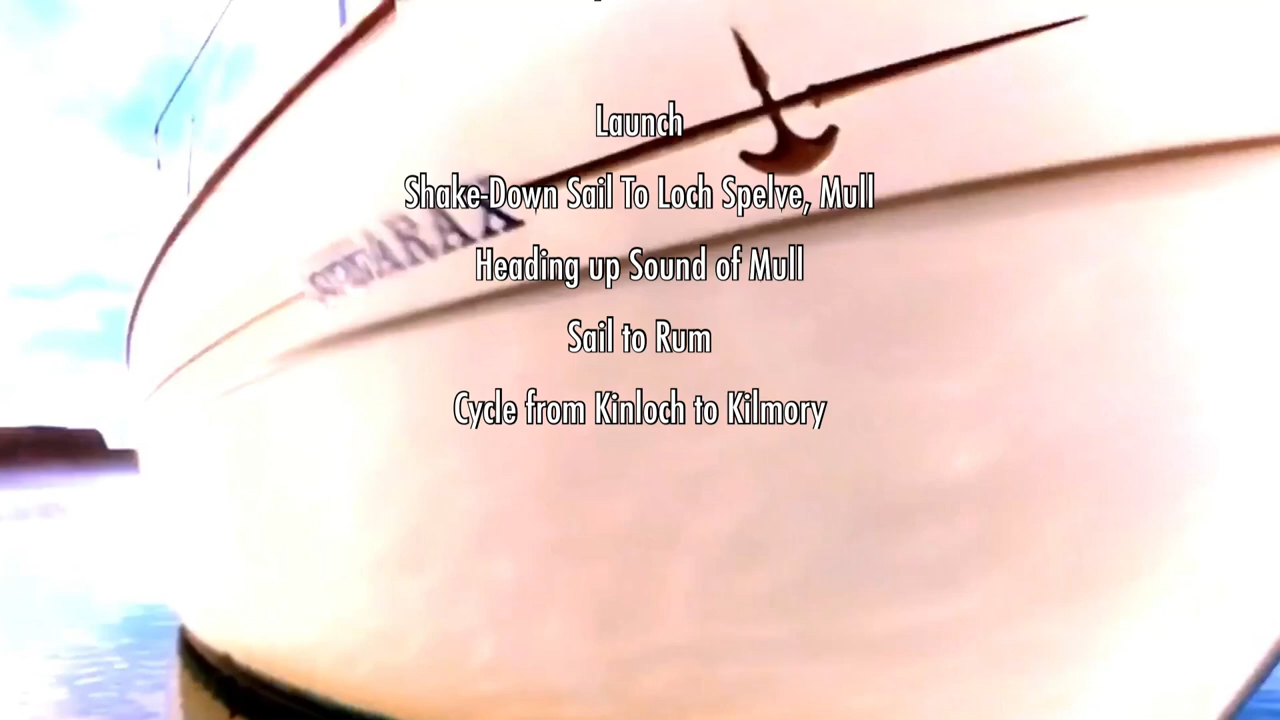 Launch
Shake-Down Sail To Loch Spelve, Mull
Heading up Sound of Mull
Sail to Rum
Cycle from Kinloch to Kilmory